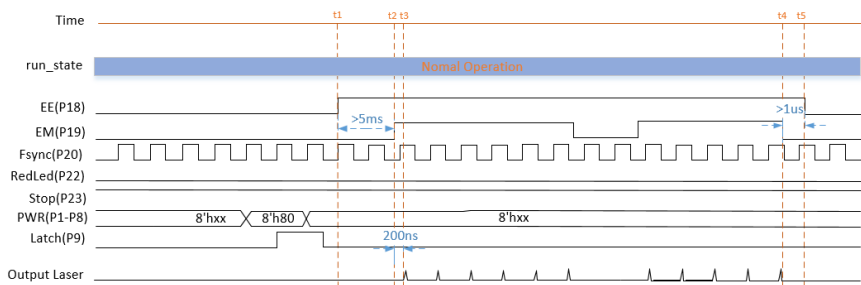 Time
t1 t2 t3 t4 t5
run_state
Nomal Operation
EE(P18)
>5ms
>1us
EM(P19)
Fsync(P20)
RedLed(P22)
Stop(P23)
PWR(P1-P8)
8'hxx 8'h80 8'hxx
Latch(P9)
200ns
Output Laser